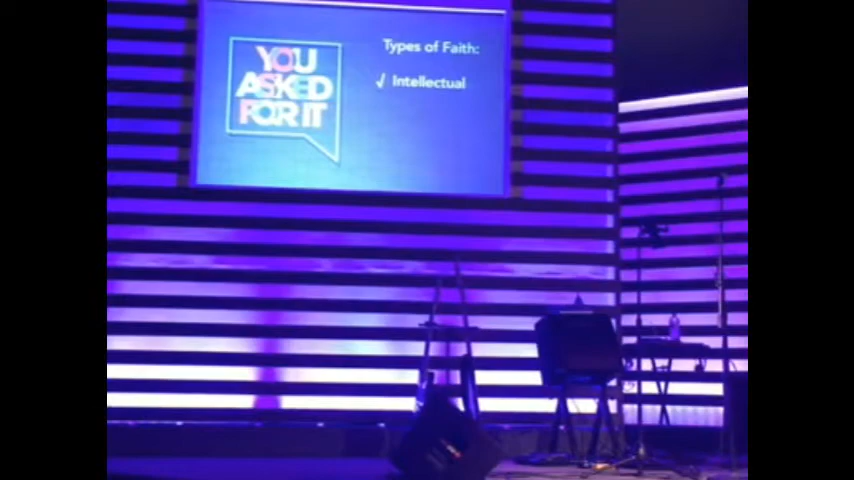 YOU
ASKED
FOR IT
Types of Faith:
√ Intellectual